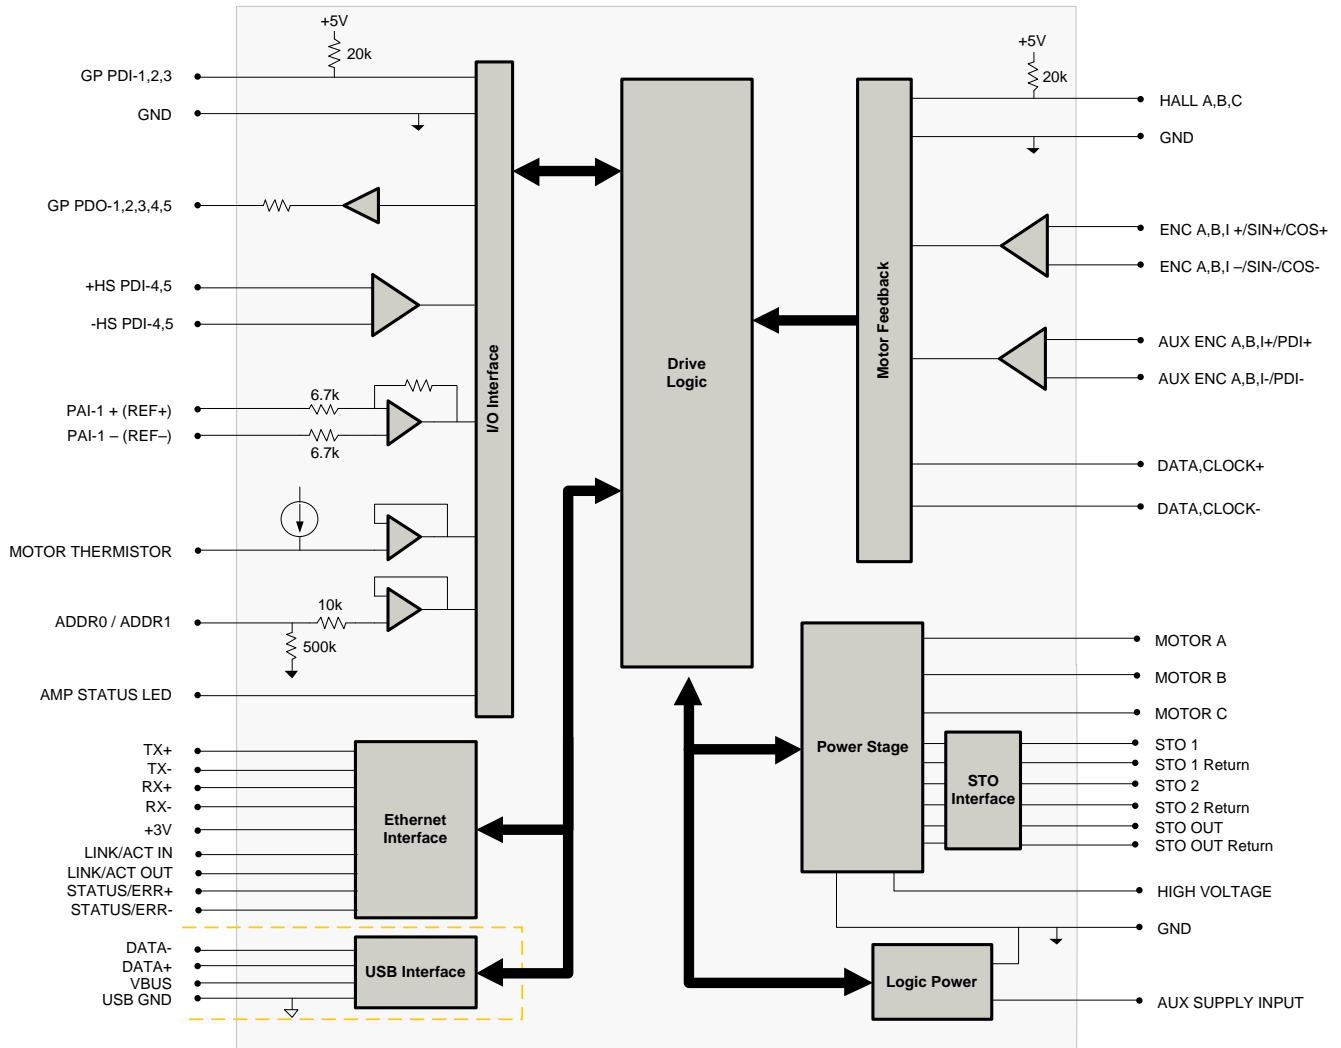 +5V
20k
GP PDI-1,2,3
GND
GP PDO-1,2,3,4,5
+HS PDI-4,5
-HS PDI-4,5
6.7k
PAI-1 + (REF+)
PAI-1 – (REF–)
6.7k
MOTOR THERMISTOR
10k
ADDR0 / ADDR1
500k
AMP STATUS LED
I/O Interface
TX+
TX-
RX+
RX-
+3V
LINK/ACT IN
LINK/ACT OUT
STATUS/ERR+
STATUS/ERR-
Ethernet
Interface
DATA-
DATA+
VBUS
USB GND
USB Interface
Drive
Logic
Motor Feedback
+5V
20k
HALL A,B,C
GND
ENC A,B,I +/SIN+/COS+
ENC A,B,I –/SIN-/COS-
AUX ENC A,B,I+/PDI+
AUX ENC A,B,I-/PDI-
DATA,CLOCK+
DATA,CLOCK-
Power Stage
MOTOR A
MOTOR B
MOTOR C
STO
Interface
STO 1
STO 1 Return
STO 2
STO 2 Return
STO OUT
STO OUT Return
HIGH VOLTAGE
GND
Logic Power
AUX SUPPLY INPUT